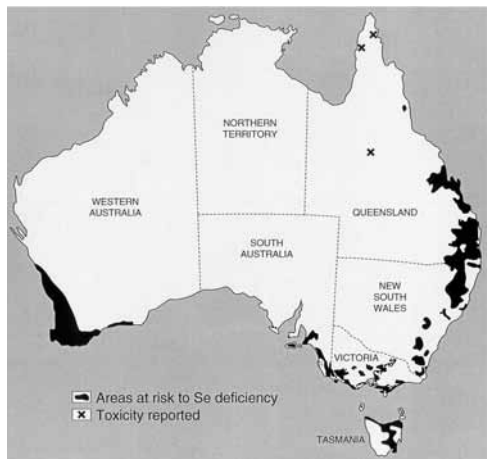 NORTHERN
TERRITORY
WESTERN
AUSTRALIA
QUEENSLAND
SOUTH
AUSTRALIA
NEW
SOUTH
WALES
VICTORIA
Areas at risk to Se deficiency
Toxicity reported
TASMANIA